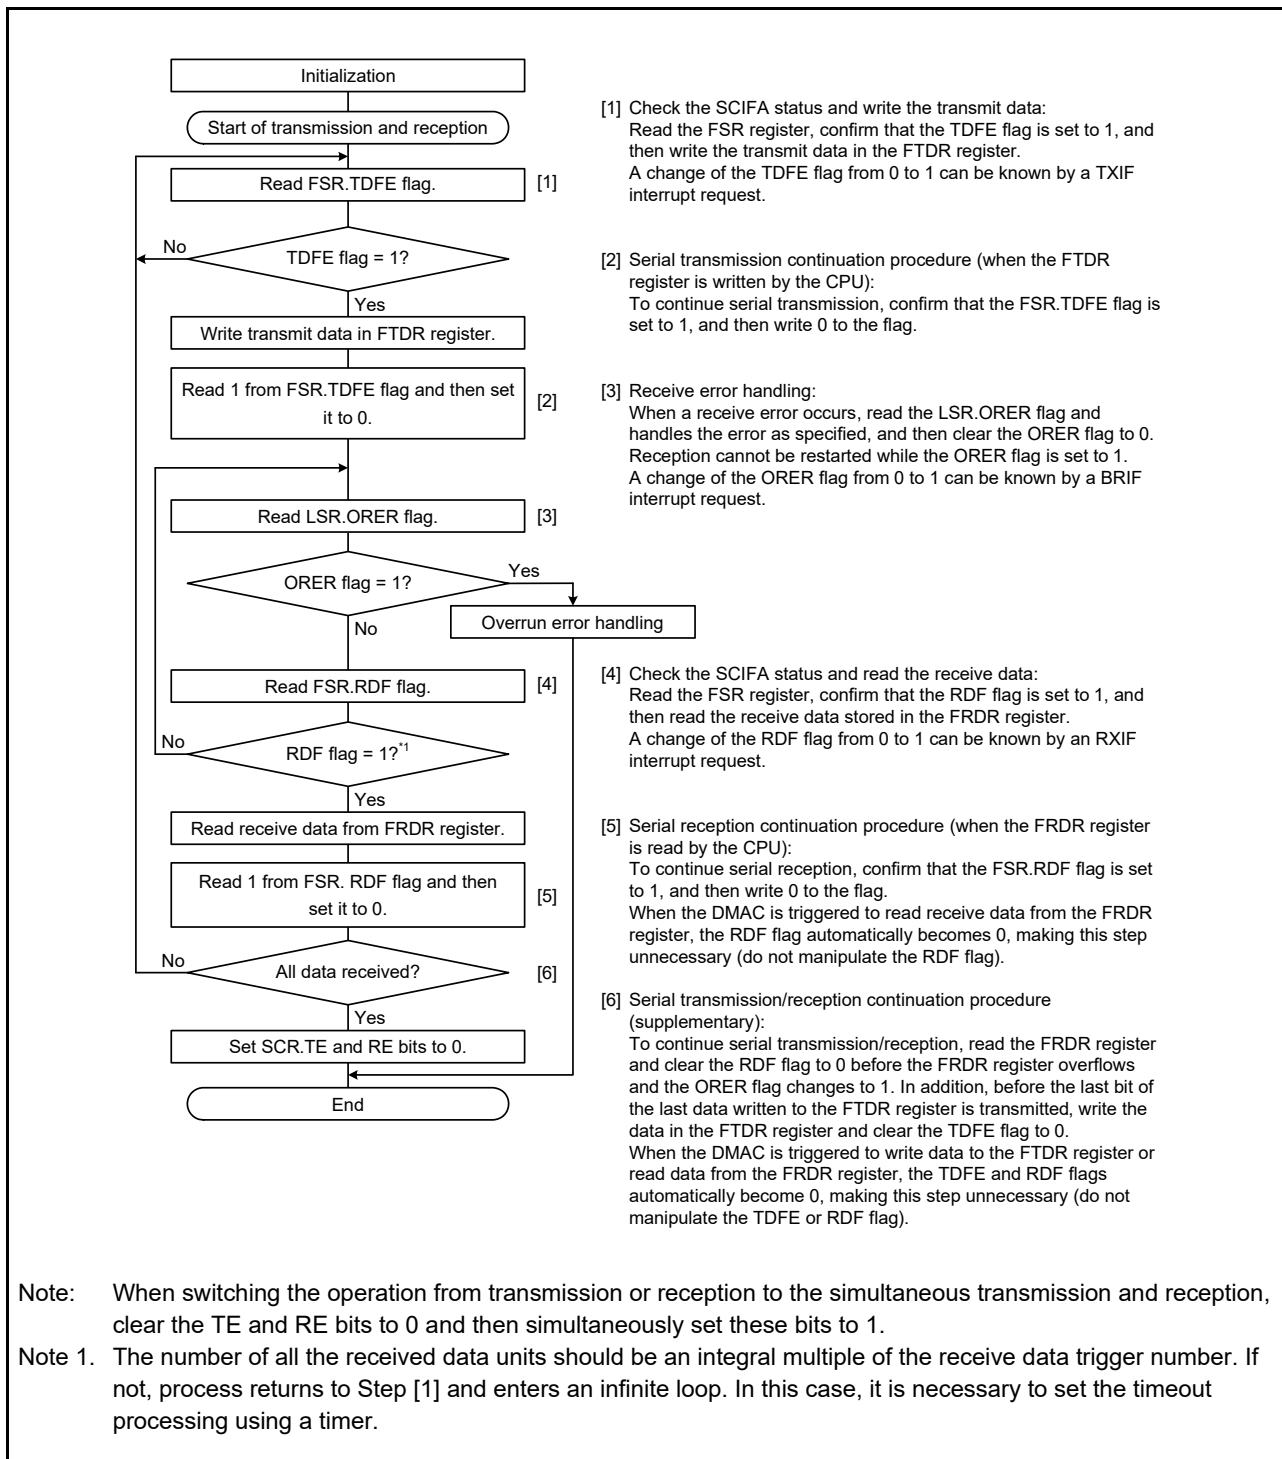 Initialization
Start of transmission and reception
Read FSR.TDFE flag.
[1]
No
TDFE flag = 1?
Yes
Write transmit data in FTDR register.
Read 1 from FSR.TDFE flag and then set
it to 0.
[2]
Read LSR.ORER flag.
[3]
ORER flag = 1?
Yes
Overrun error handling
No
Read FSR.RDF flag.
[4]
No
RDF flag = 1?*1
Yes
Read receive data from FRDR register.
Read 1 from FSR. RDF flag and then
set it to 0.
[5]
No
All data received?
[6]
Yes
Set SCR.TE and RE bits to 0.
End
[1] Check the SCIFA status and write the transmit data:
Read the FSR register, confirm that the TDFE flag is set to 1, and
then write the transmit data in the FTDR register.
A change of the TDFE flag from 0 to 1 can be known by a TXIF
interrupt request.
[2] Serial transmission continuation procedure (when the FTDR
register is written by the CPU):
To continue serial transmission, confirm that the FSR.TDFE flag is
set to 1, and then write 0 to the flag.
[3] Receive error handling:
When a receive error occurs, read the LSR.ORER flag and
handles the error as specified, and then clear the ORER flag to 0.
Reception cannot be restarted while the ORER flag is set to 1.
A change of the ORER flag from 0 to 1 can be known by a BRIF
interrupt request.
[4] Check the SCIFA status and read the receive data:
Read the FSR register, confirm that the RDF flag is set to 1, and
then read the receive data stored in the FRDR register.
A change of the RDF flag from 0 to 1 can be known by an RXIF
interrupt request.
[5] Serial reception continuation procedure (when the FRDR register
is read by the CPU):
To continue serial reception, confirm that the FSR.RDF flag is set
to 1, and then write 0 to the flag.
When the DMAC is triggered to read receive data from the FRDR
register, the RDF flag automatically becomes 0, making this step
unnecessary (do not manipulate the RDF flag).
[6] Serial transmission/reception continuation procedure
(supplementary):
To continue serial transmission/reception, read the FRDR register
and clear the RDF flag to 0 before the FRDR register overflows
and the ORER flag changes to 1. In addition, before the last bit of
the last data written to the FTDR register is transmitted, write the
data in the FTDR register and clear the TDFE flag to 0.
When the DMAC is triggered to write data to the FTDR register or
read data from the FRDR register, the TDFE and RDF flags
automatically become 0, making this step unnecessary (do not
manipulate the TDFE or RDF flag).
Note: When switching the operation from transmission or reception to the simultaneous transmission and reception,
clear the TE and RE bits to 0 and then simultaneously set these bits to 1.
Note 1. The number of all the received data units should be an integral multiple of the receive data trigger number. If
not, process returns to Step [1] and enters an infinite loop. In this case, it is necessary to set the timeout
processing using a timer.